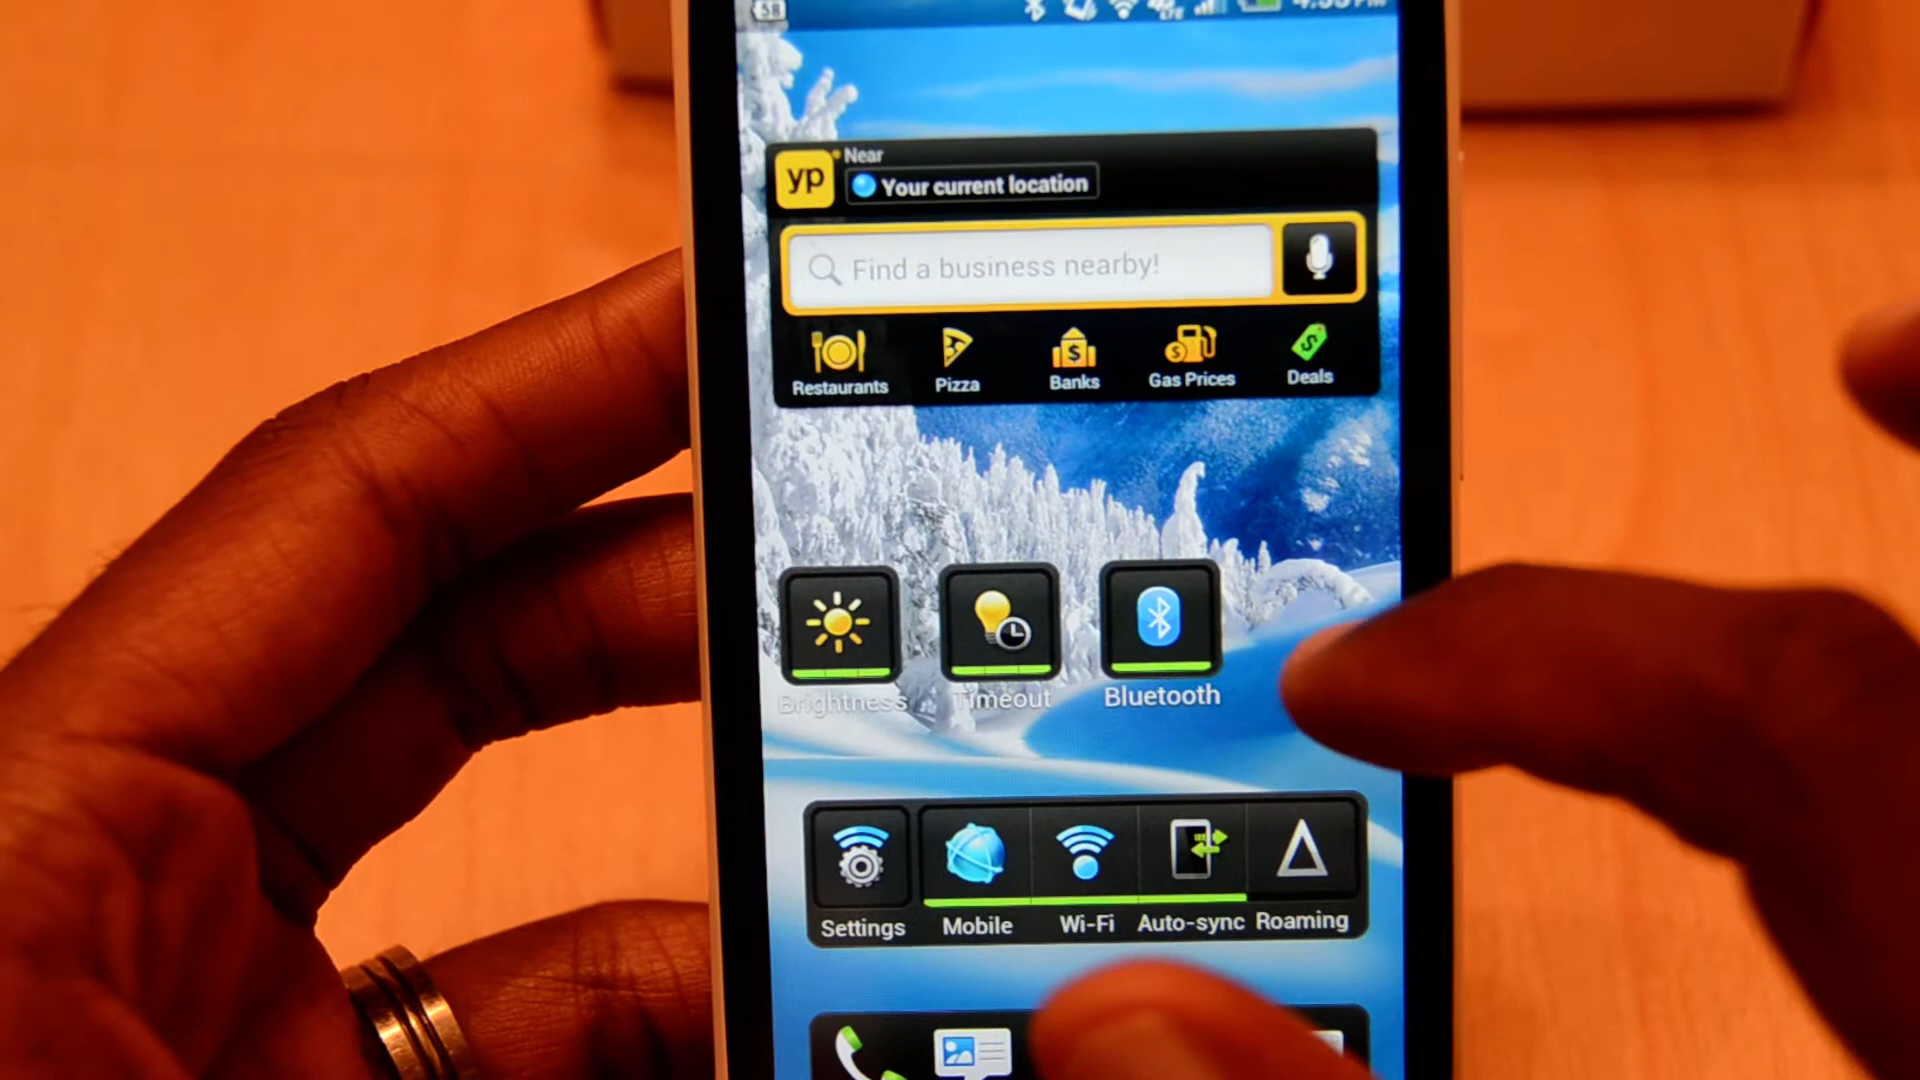 58
yp
Near
Your current location
Find a business nearby!
Restaurants
Pizza
Banks
Gas Prices
Deals
Brightness
Timeout
Bluetooth
Settings
Mobile
Wi-Fi
Auto-sync
Roaming